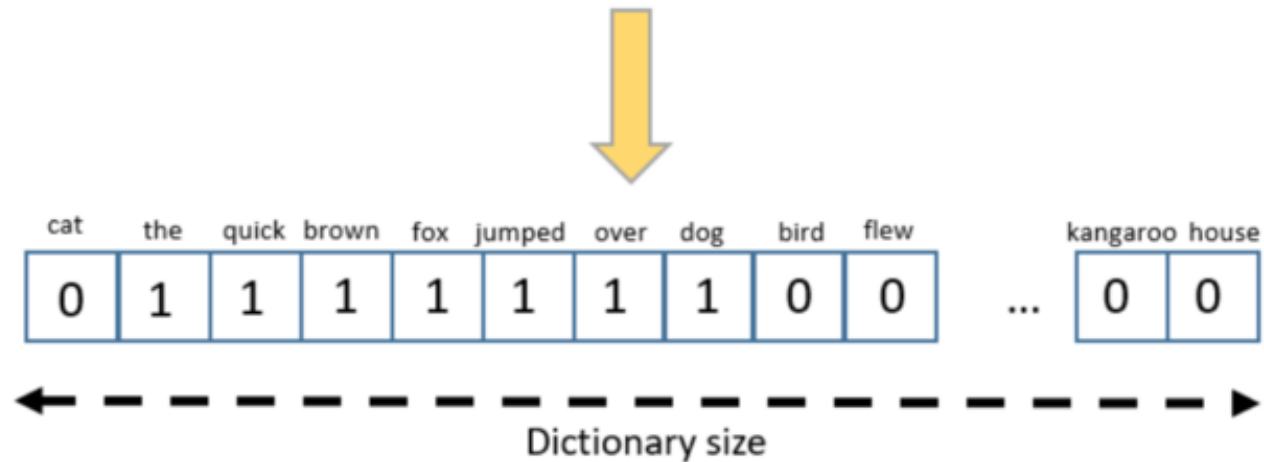 cat the quick brown fox jumped over dog bird flew kangaroo house
0 1 1 1 1 1 1 1 0 0 ... 0 0
Dictionary size